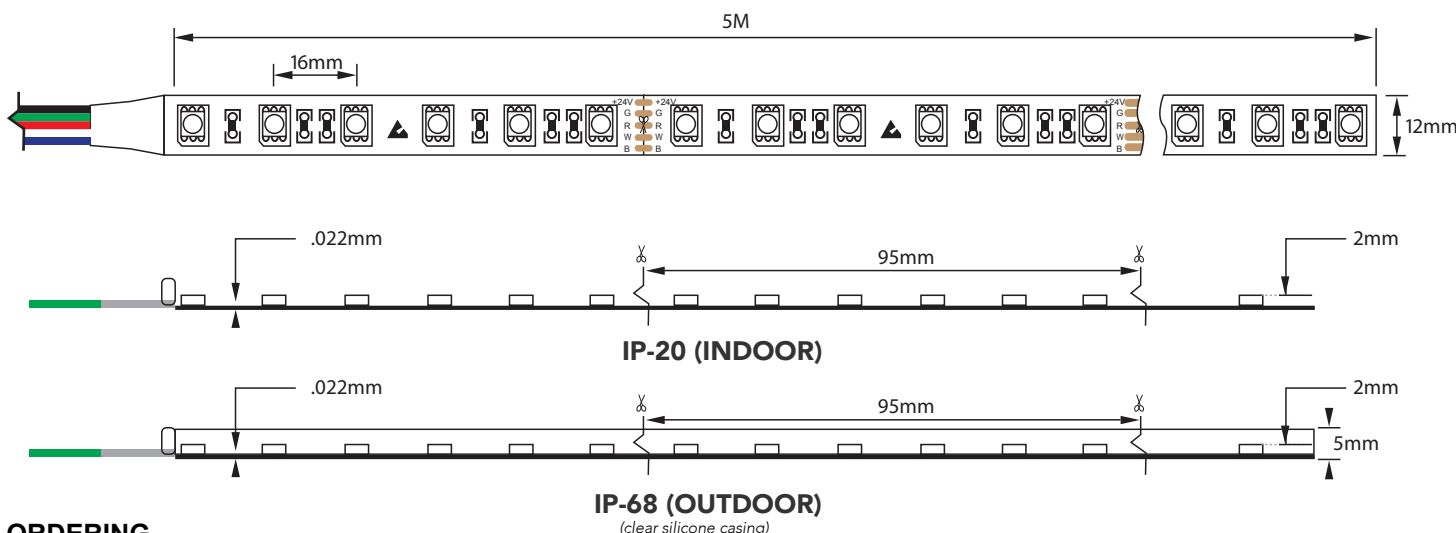 5M
16mm
+24V +24V +24V
G G G
R R R
W W W
B B B
12mm
.022mm
95mm
2mm
IP-20 (INDOOR)
.022mm
95mm
2mm
5mm
IP-68 (OUTDOOR)
(clear silicone casing)
ORDERING